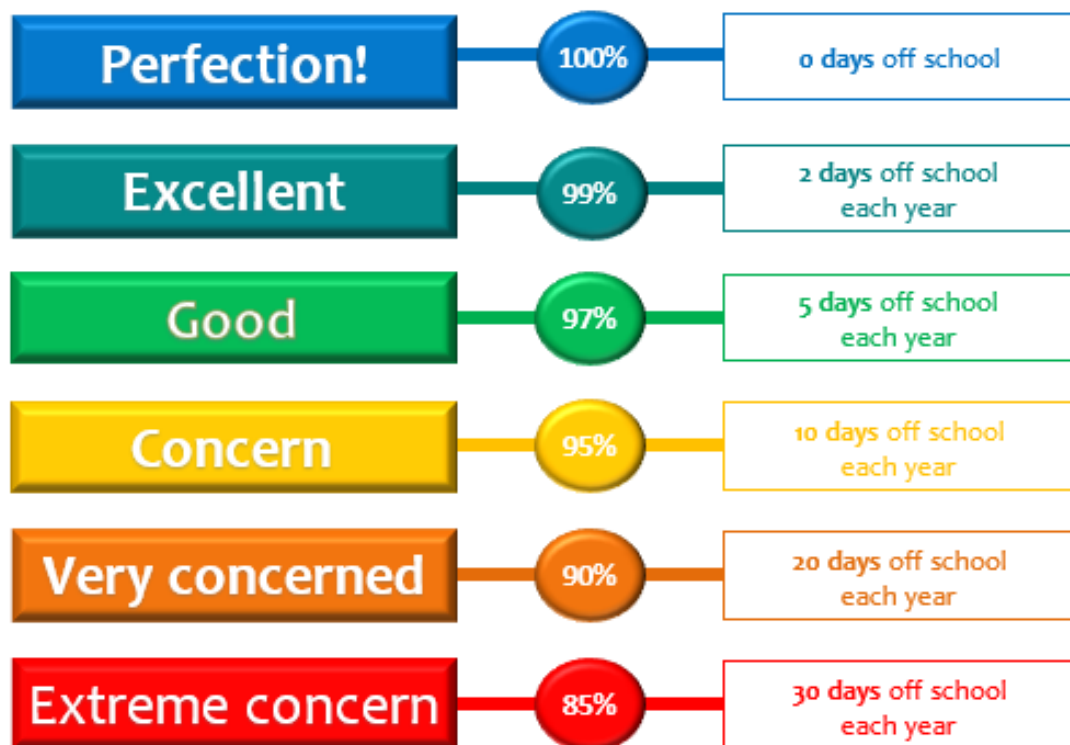 Perfection!
100%
0 days off school
Excellent
99%
2 days off school
each year
Good
97%
5 days off school
each year
Concern
95%
10 days off school
each year
Very concerned
90%
20 days off school
each year
Extreme concern
85%
30 days off school
each year